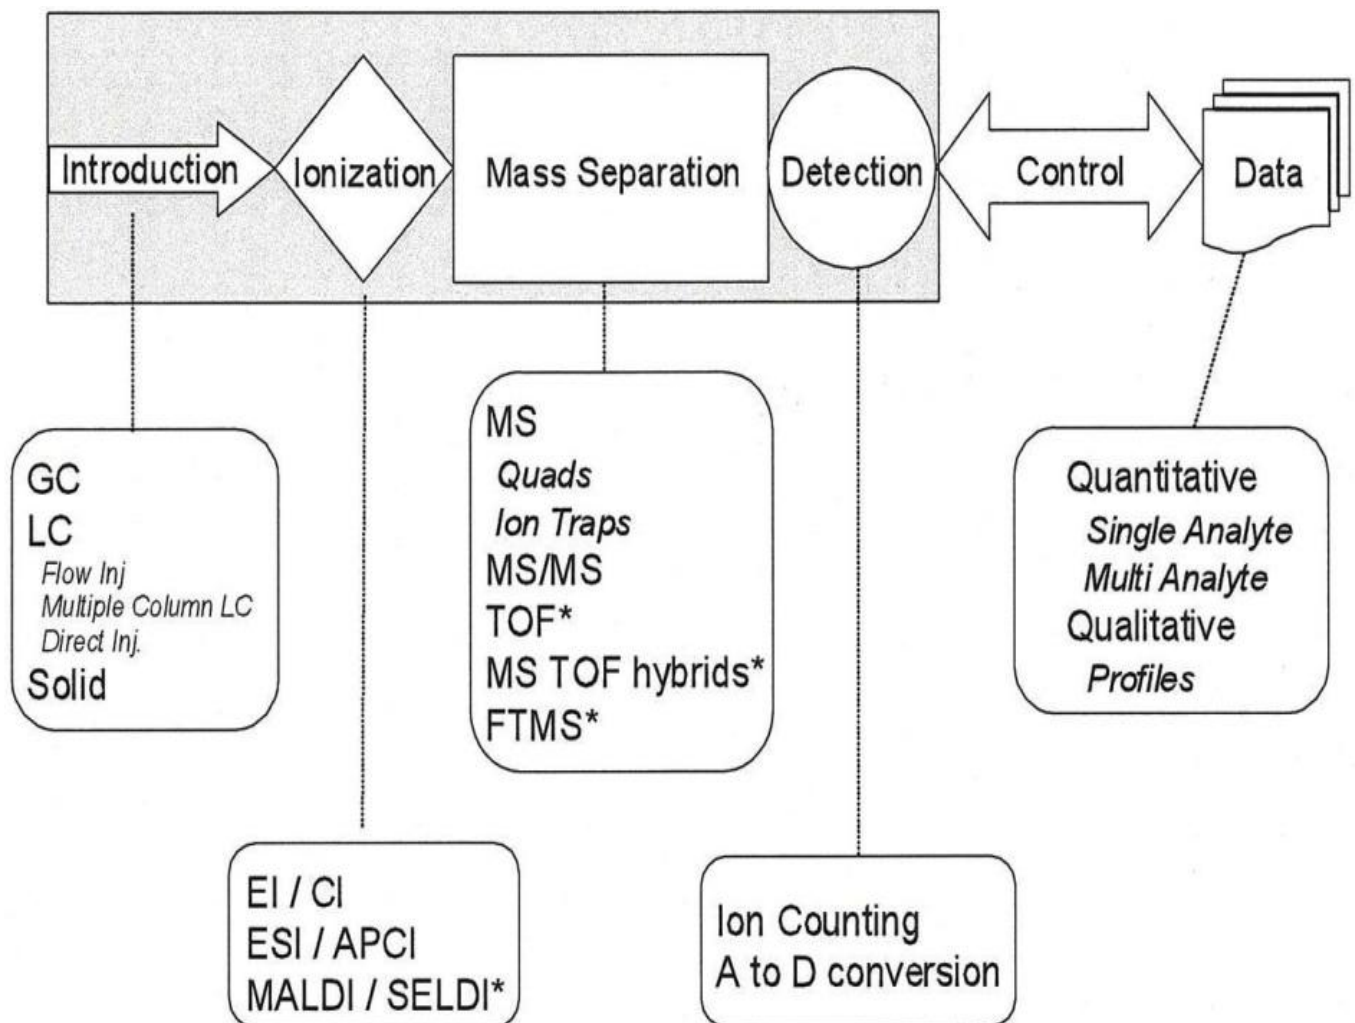 Introduction
Ionization
Mass Separation
Detection
Control
Data
GC
LC
Flow Inj
Multiple Column LC
Direct Inj.
Solid
EI / CI
ESI / APCI
MALDI / SELDI*
MS
Quads
Ion Traps
MS/MS
TOF*
MS TOF hybrids*
FTMS*
Ion Counting
A to D conversion
Quantitative
Single Analyte
Multi Analyte
Qualitative
Profiles